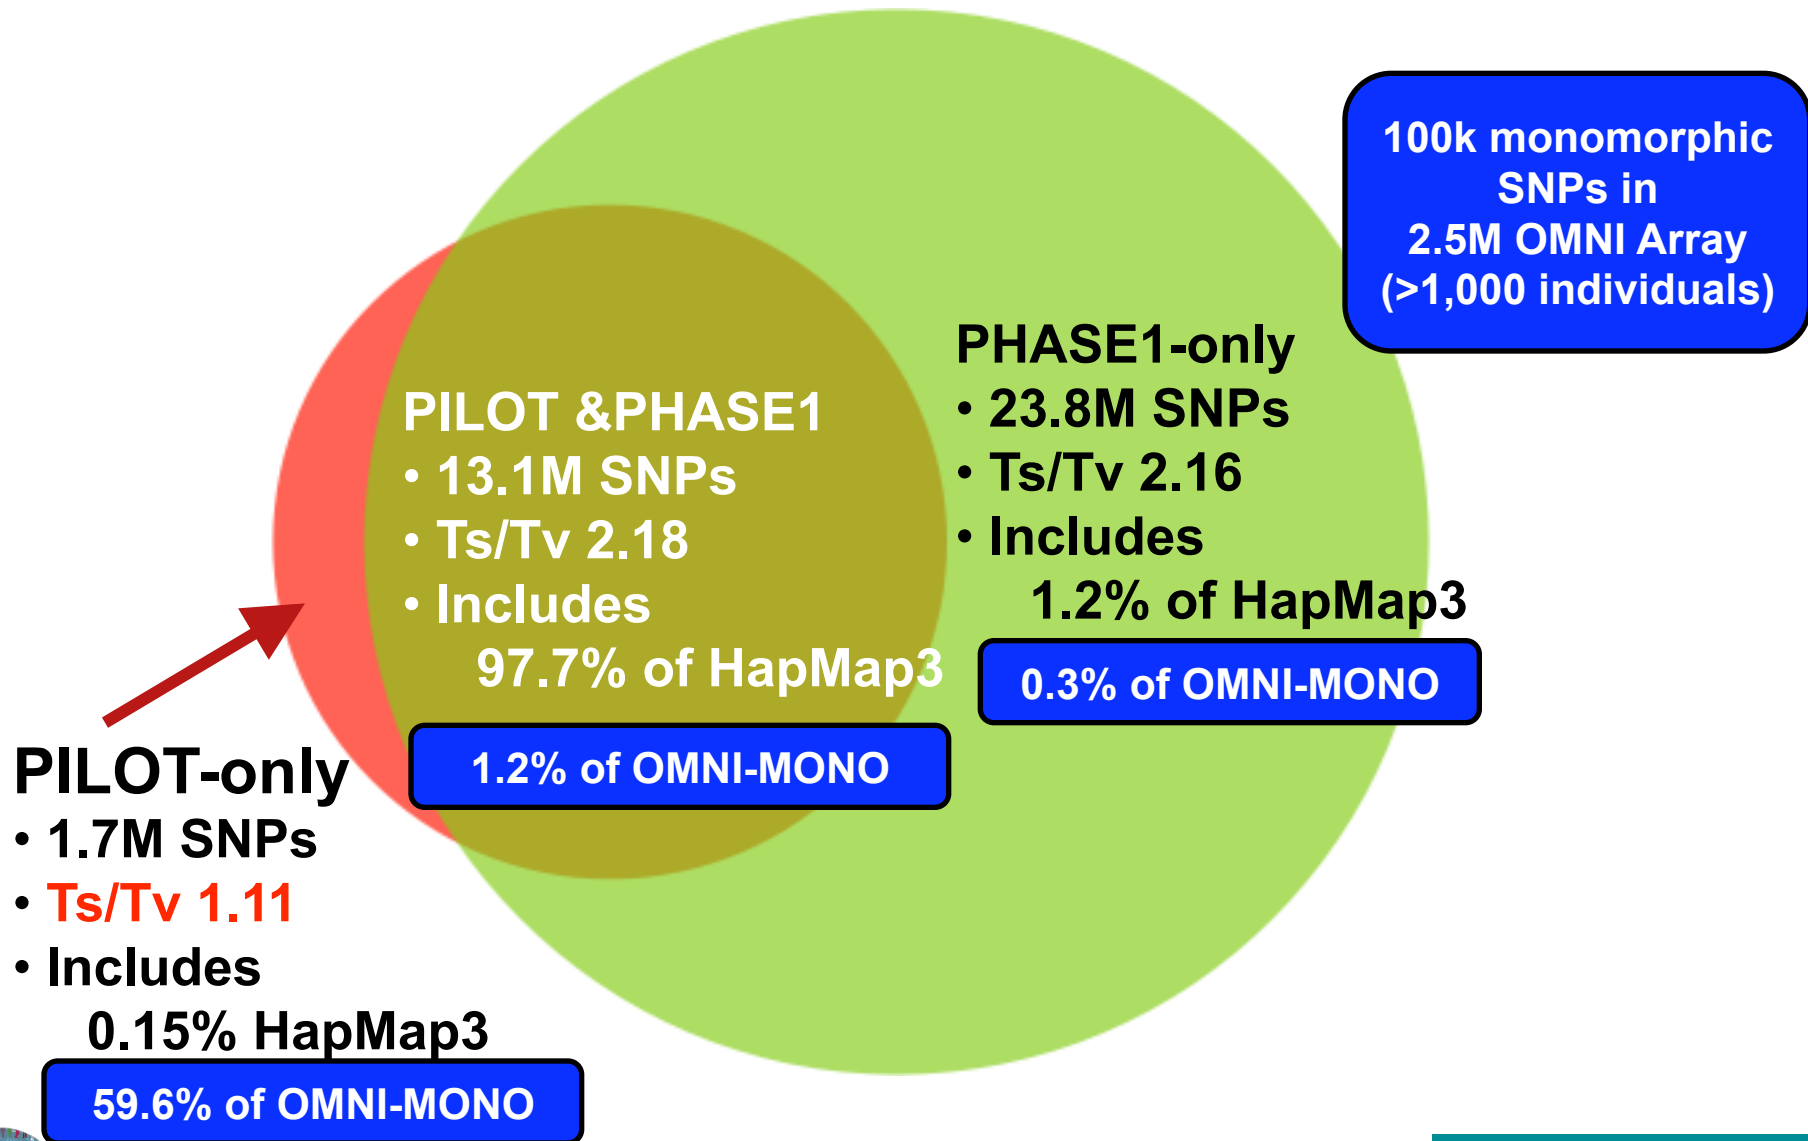 100k monomorphic
SNPs in
2.5M OMNI Array
(>1,000 individuals)
PHASE1-only
• 23.8M SNPs
• Ts/Tv 2.16
• Includes
1.2% of HapMap3
0.3% of OMNI-MONO
PILOT &PHASE1
• 13.1M SNPs
• Ts/Tv 2.18
• Includes
97.7% of HapMap3
1.2% of OMNI-MONO
PILOT-only
• 1.7M SNPs
• Ts/Tv 1.11
• Includes
0.15% HapMap3
59.6% of OMNI-MONO